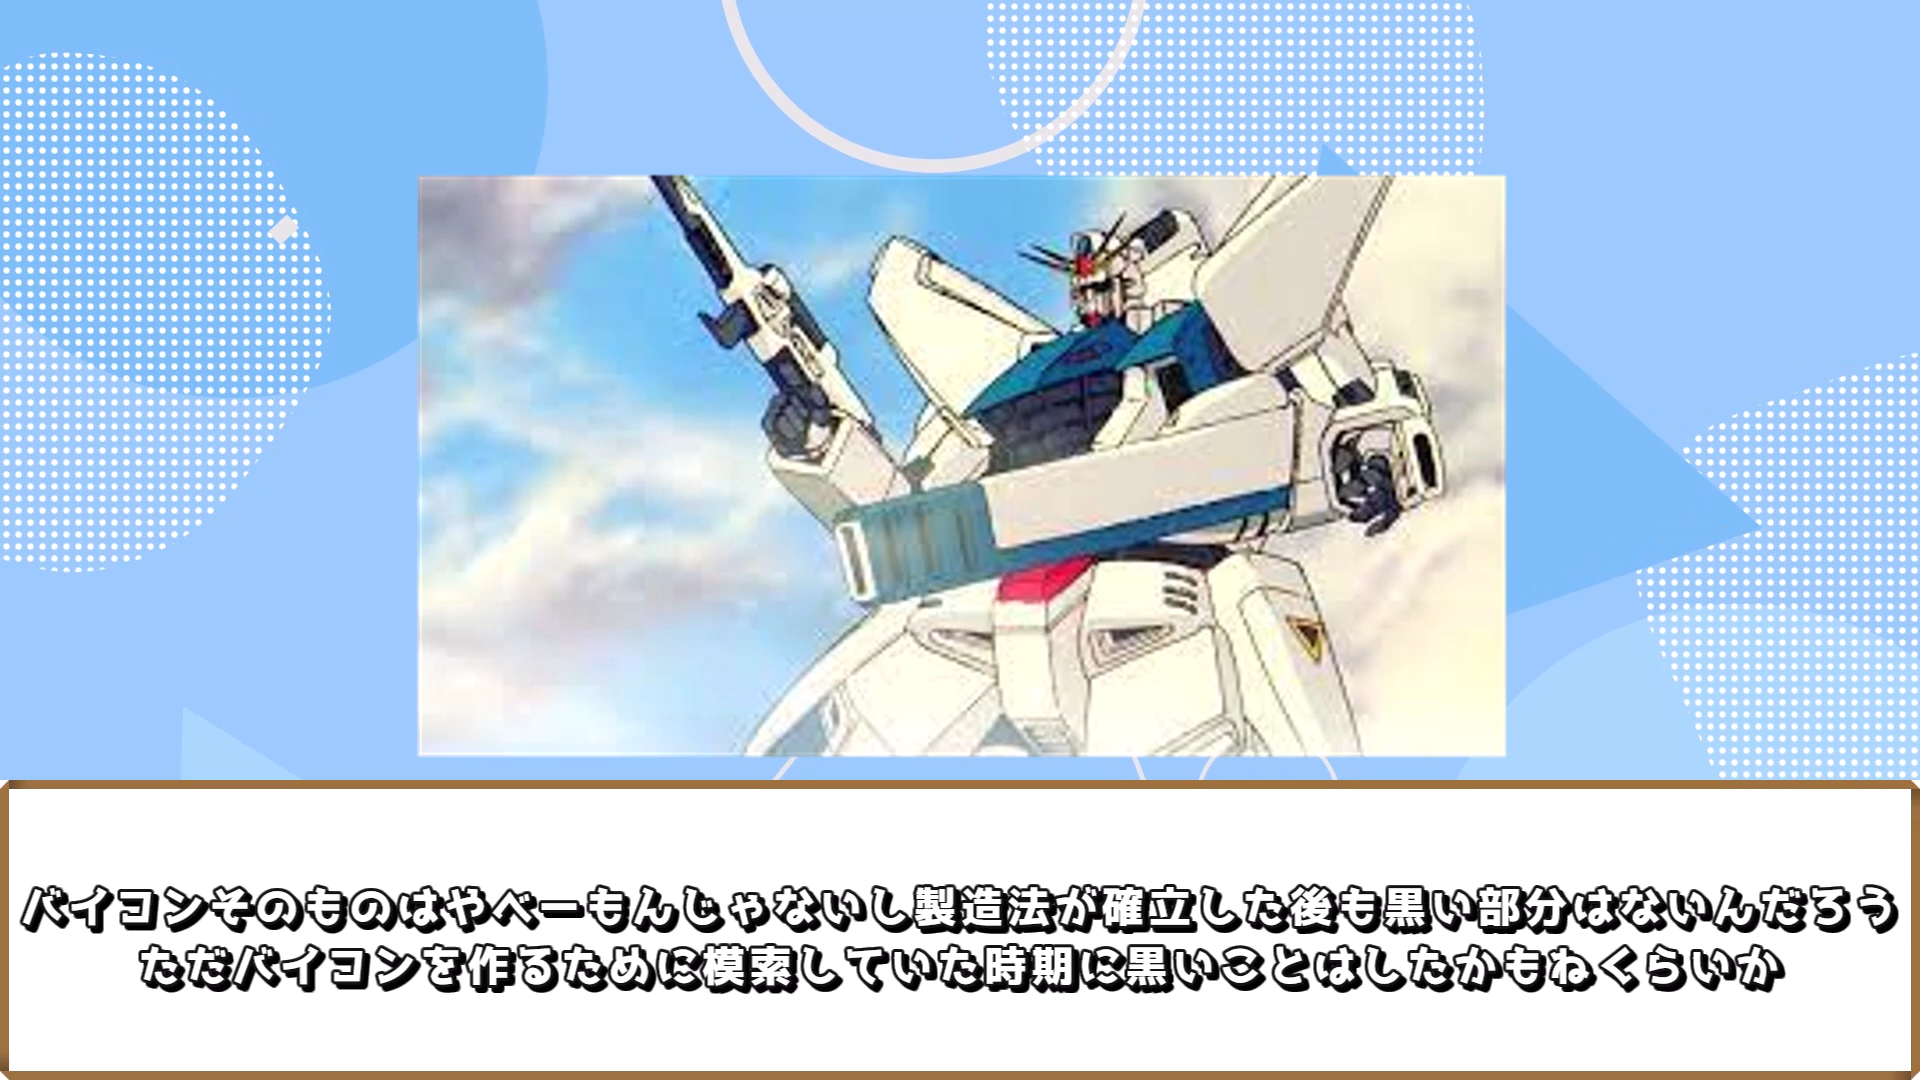 バイコンそのものはやべーもんじゃないし製造法が確立した後も黒い部分はないんだろう
ただバイコンを作るために模索していた時期に黒いことはしたかもねくらいか